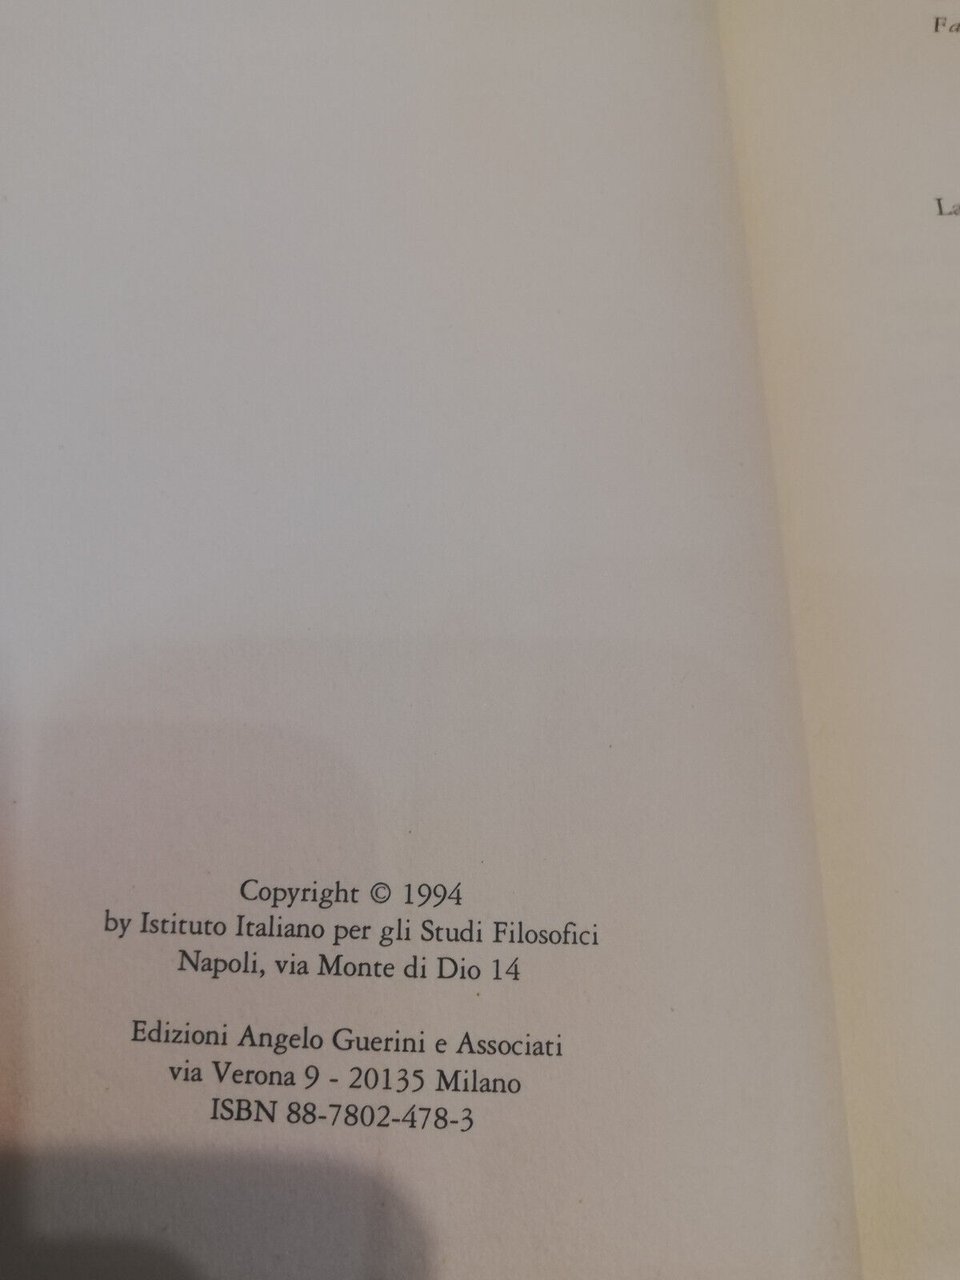 Copyright © 1994
by Istituto Italiano per gli Studi Filosofici
Napoli, via Monte di Dio 14
Edizioni Angelo Guerini e Associati
via Verona 9 - 20135 Milano
ISBN 88-7802-478-3